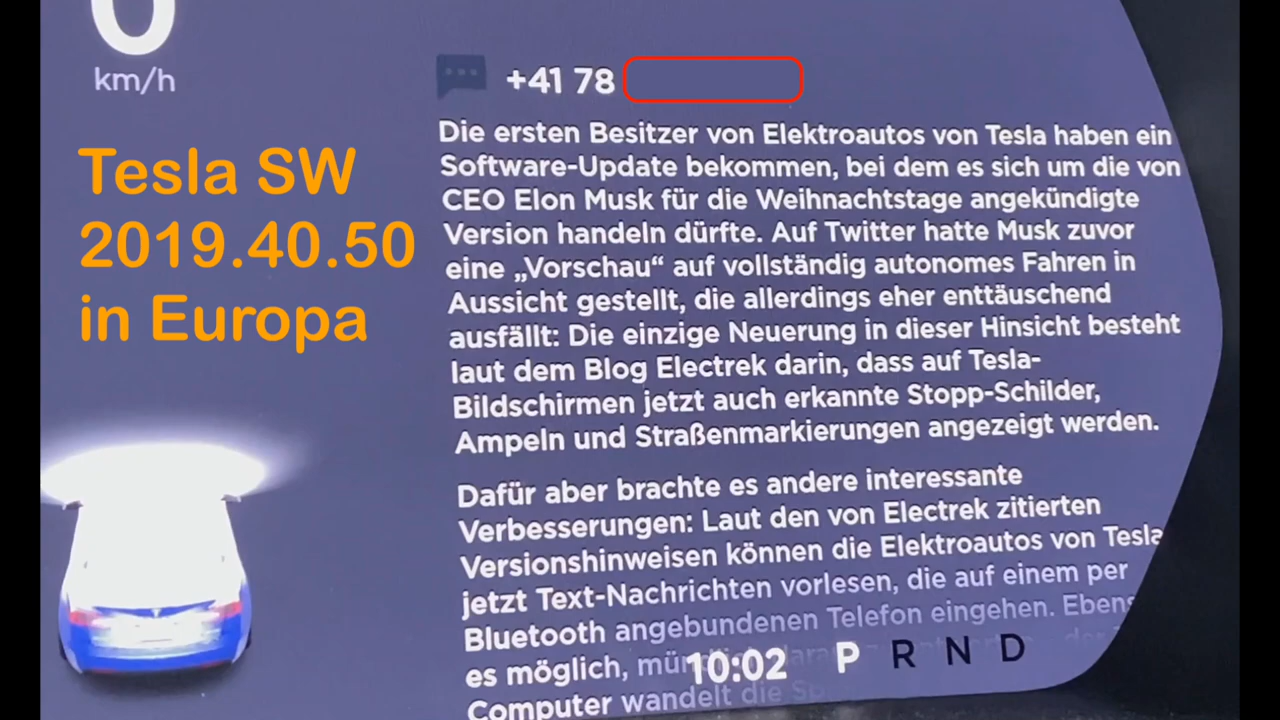 0
km/h
Tesla SW
2019.40.50
in Europa
+41 78
Die ersten Besitzer von Elektroautos von Tesla haben ein
Software-Update bekommen, bei dem es sich um die von
CEO Elon Musk für die Weihnachtstage angekündigte
Version handeln dürfte. Auf Twitter hatte Musk zuvor
eine „Vorschau“ auf vollständig autonomes Fahren in
Aussicht gestellt, die allerdings eher enttäuschend
ausfällt: Die einzige Neuerung in dieser Hinsicht besteht
laut dem Blog Electrek darin, dass auf Tesla-
Bildschirmen jetzt auch erkannte Stopp-Schilder,
Ampeln und Straßenmarkierungen angezeigt werden.
Dafür aber brachte es andere interessante
Verbesserungen: Laut den von Electrek zitierten
Versionshinweisen können die Elektroautos von Tesla
jetzt Text-Nachrichten vorlesen, die auf einem per
Bluetooth angebundenen Telefon eingehen. Ebens
es möglich,
Computer wandelt die
10:02 P R N D